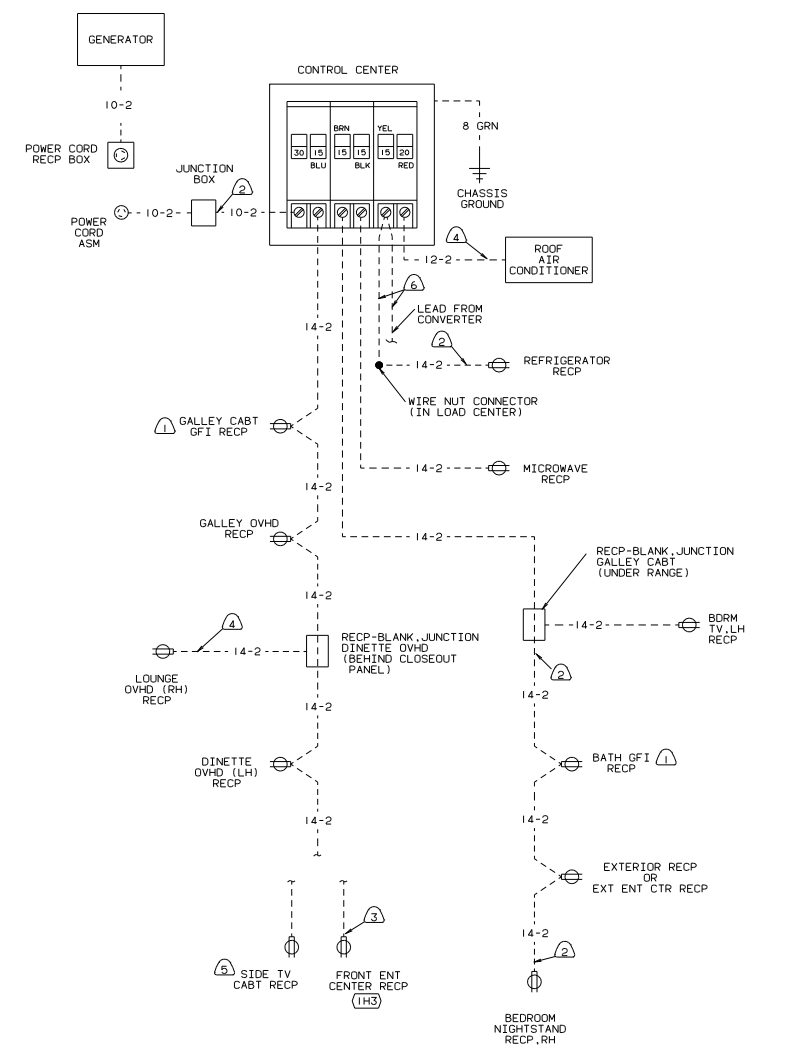 GENERATOR
10-2
POWER CORD
RECP BOX
CONTROL CENTER
BRN
YEL
30
15
15
15
15
20
BLU
BLK
RED
8 GRN
CHASSIS
GROUND
JUNCTION
BOX
2
POWER
CORD
ASM
10-2
10-2
4
12-2
ROOF
AIR
CONDITIONER
6
LEAD FROM
CONVERTER
14-2
2
14-2
REFRIGERATOR
RECP
WIRE NUT CONNECTOR
(IN LOAD CENTER)
1
GALLEY CABT
GFI RECP
14-2
MICROWAVE
RECP
14-2
GALLEY OVHD
RECP
14-2
RECP-BLANK,JUNCTION
GALLEY CABT
(UNDER RANGE)
14-2
14-2
BDRM
TV,LH
RECP
4
14-2
LOUNGE
OVHD (RH)
RECP
RECP-BLANK,JUNCTION
DINETTE OVHD
(BEHIND CLOSEOUT
PANEL)
2
14-2
14-2
DINETTE
OVHD (LH)
RECP
BATH GFI
RECP
1
14-2
14-2
EXTERIOR RECP
OR
EXT ENT CTR RECP
3
14-2
2
5
SIDE TV
CABT RECP
FRONT ENT
CENTER RECP
1H3
BEDROOM
NIGHTSTAND
RECP,RH